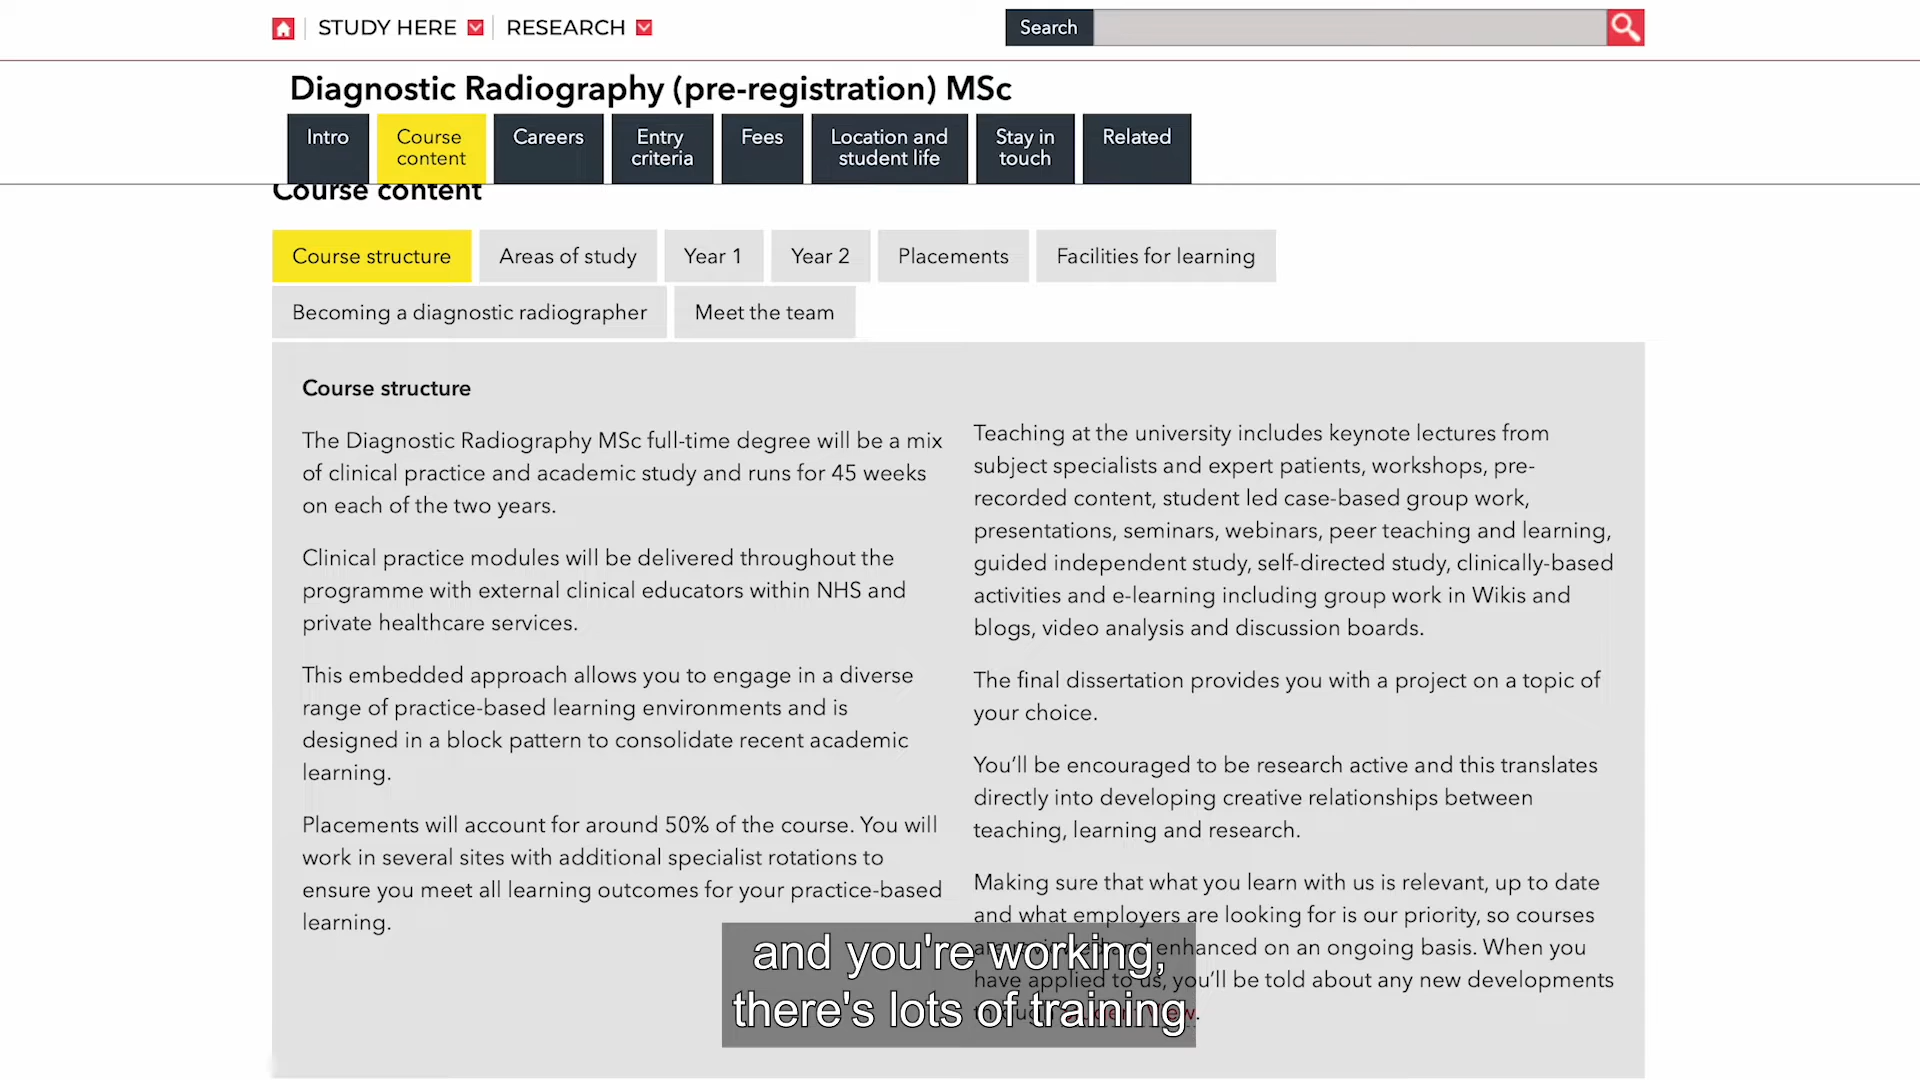 STUDY HERE
RESEARCH
Search
Diagnostic Radiography (pre-registration) MSc
Intro
Course
content
Careers
Entry
criteria
Fees
Location and
student life
Stay in
touch
Related
Course content
Course structure
Areas of study
Year 1
Year 2
Placements
Facilities for learning
Becoming a diagnostic radiographer
Meet the team
Course structure
The Diagnostic Radiography MSc full-time degree will be a mix
of clinical practice and academic study and runs for 45 weeks
on each of the two years.
Clinical practice modules will be delivered throughout the
programme with external clinical educators within NHS and
private healthcare services.
This embedded approach allows you to engage in a diverse
range of practice-based learning environments and is
designed in a block pattern to consolidate recent academic
learning.
Placements will account for around 50% of the course. You will
work in several sites with additional specialist rotations to
ensure you meet all learning outcomes for your practice-based
learning.
Teaching at the university includes keynote lectures from
subject specialists and expert patients, workshops, pre-
recorded content, student led case-based group work,
presentations, seminars, webinars, peer teaching and learning,
guided independent study, self-directed study, clinically-based
activities and e-learning including group work in Wikis and
blogs, video analysis and discussion boards.
The final dissertation provides you with a project on a topic of
your choice.
You'll be encouraged to be research active and this translates
directly into developing creative relationships between
teaching, learning and research.
Making sure that what you learn with us is relevant, up to date
and what employers are looking for is our priority, so courses
enhanced on an ongoing basis. When you
have applied to us, you'll be told about any new developments
and you're working,
there's lots of training